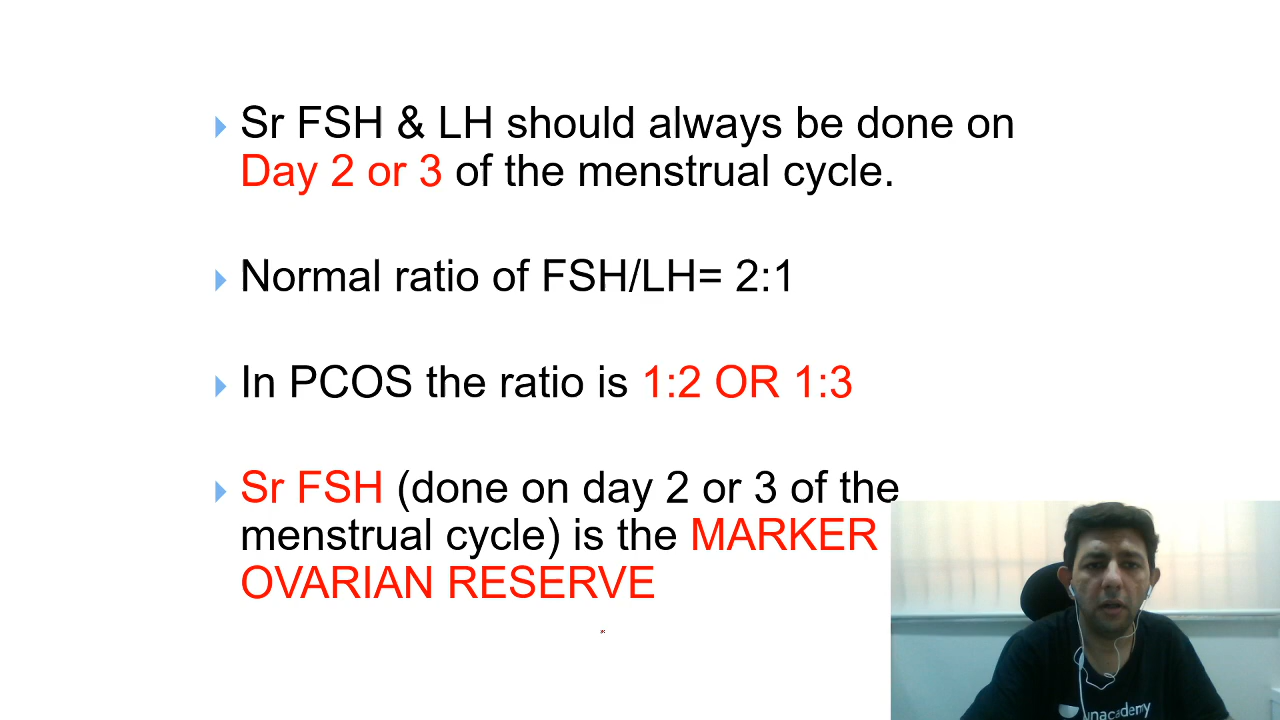 Sr FSH & LH should always be done on
Day 2 or 3 of the menstrual cycle.
Normal ratio of FSH/LH= 2:1
In PCOS the ratio is 1:2 OR 1:3
Sr FSH (done on day 2 or 3 of the
menstrual cycle) is the MARKER
OVARIAN RESERVE
unacademy